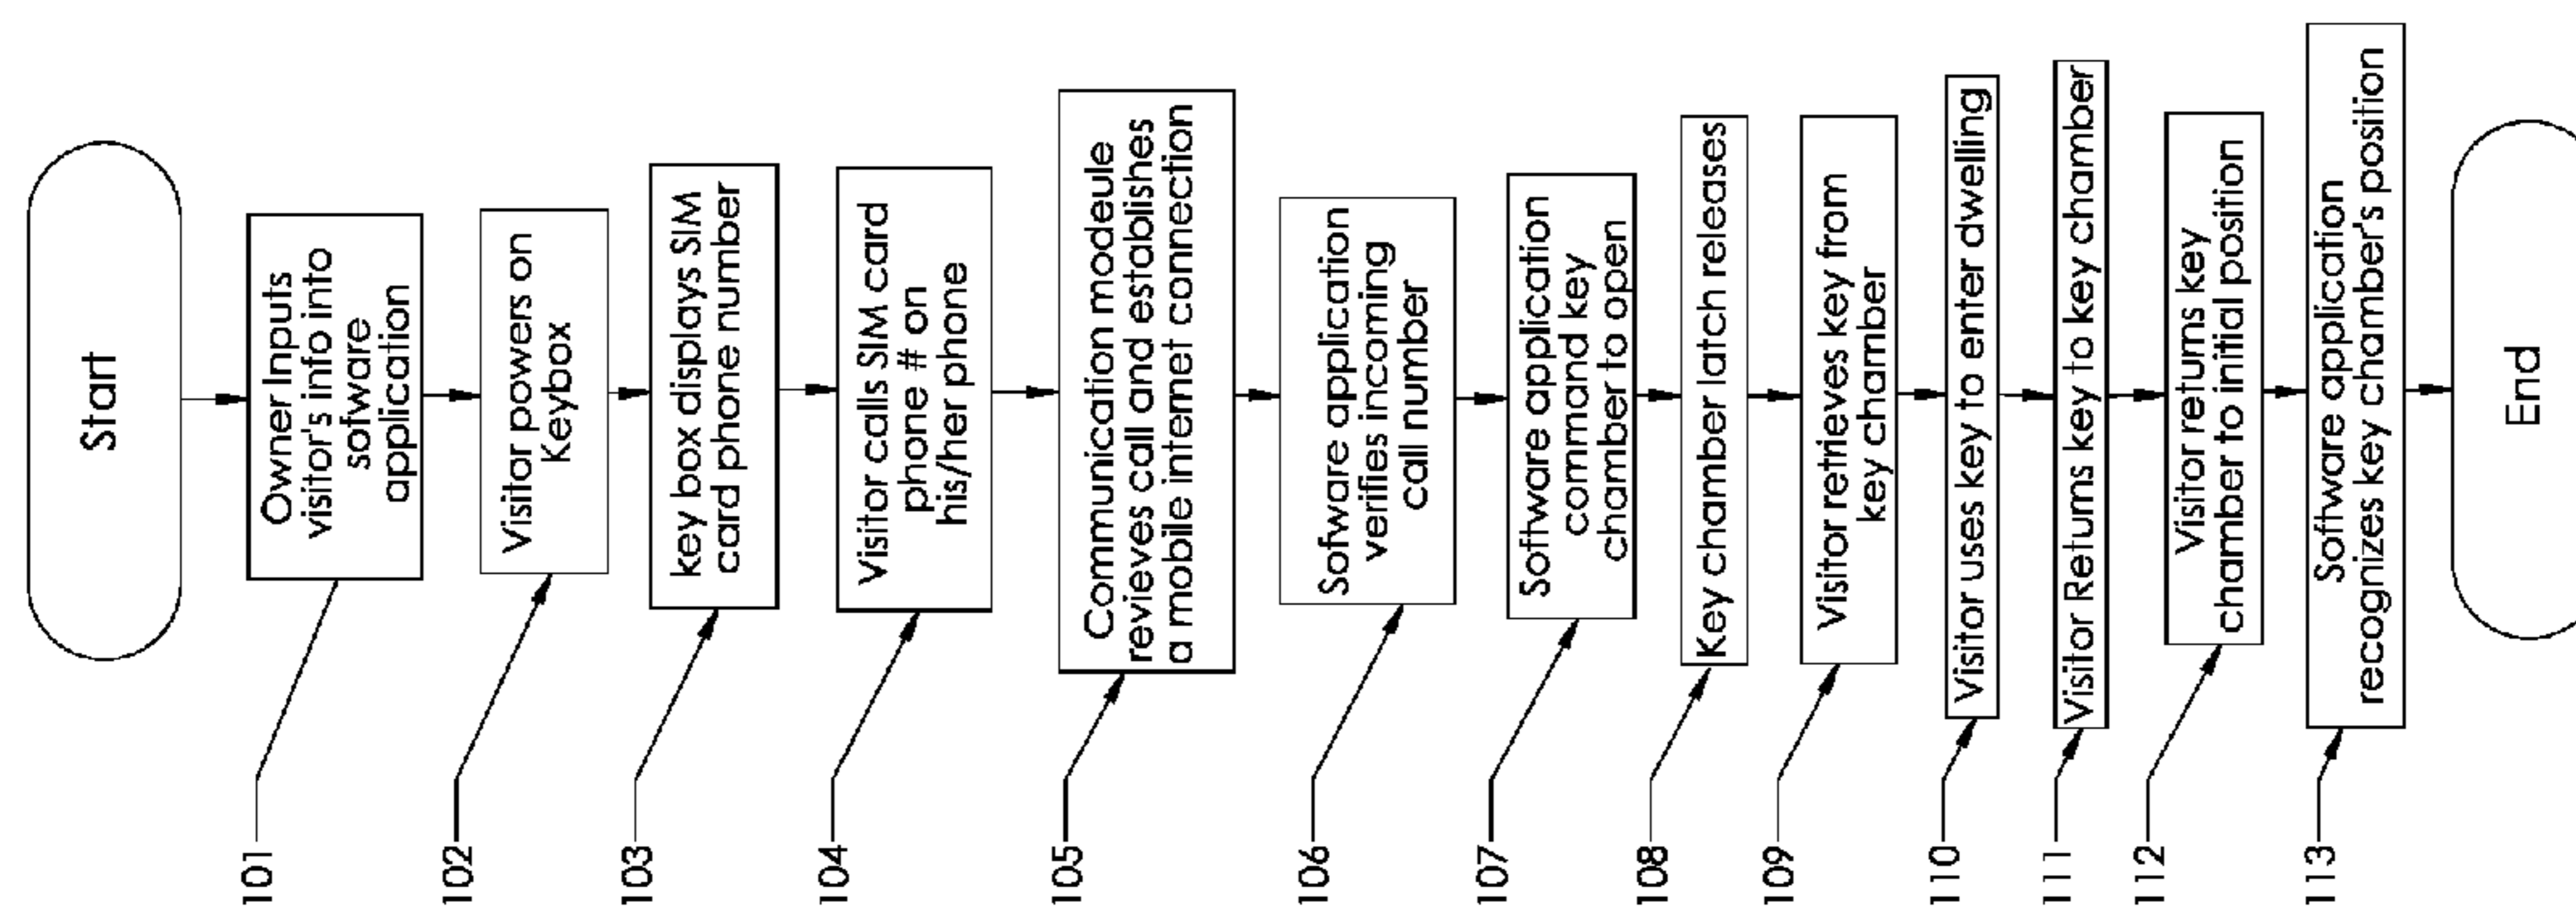 Start
101
Owner Inputs
visitor's info into
sofware
application
102
Visitor powers on
Keybox
103
key box displays SIM
card phone number
104
Visitor calls SIM card
phone # on
his/her phone
105
Communication modeule
revieves call and establishes
a mobile internet connection
106
Sofware application
verifies incoming
call number
107
Software application
command key
chamber to open
108
Key chamber latch releases
109
Visitor retrieves key from
key chamber
110
Visitor uses key to enter dwelling
111
Visitor Returns key to key chamber
112
Visitor returns key
chamber to initial position
113
Software application
recognizes key chamber's position
End